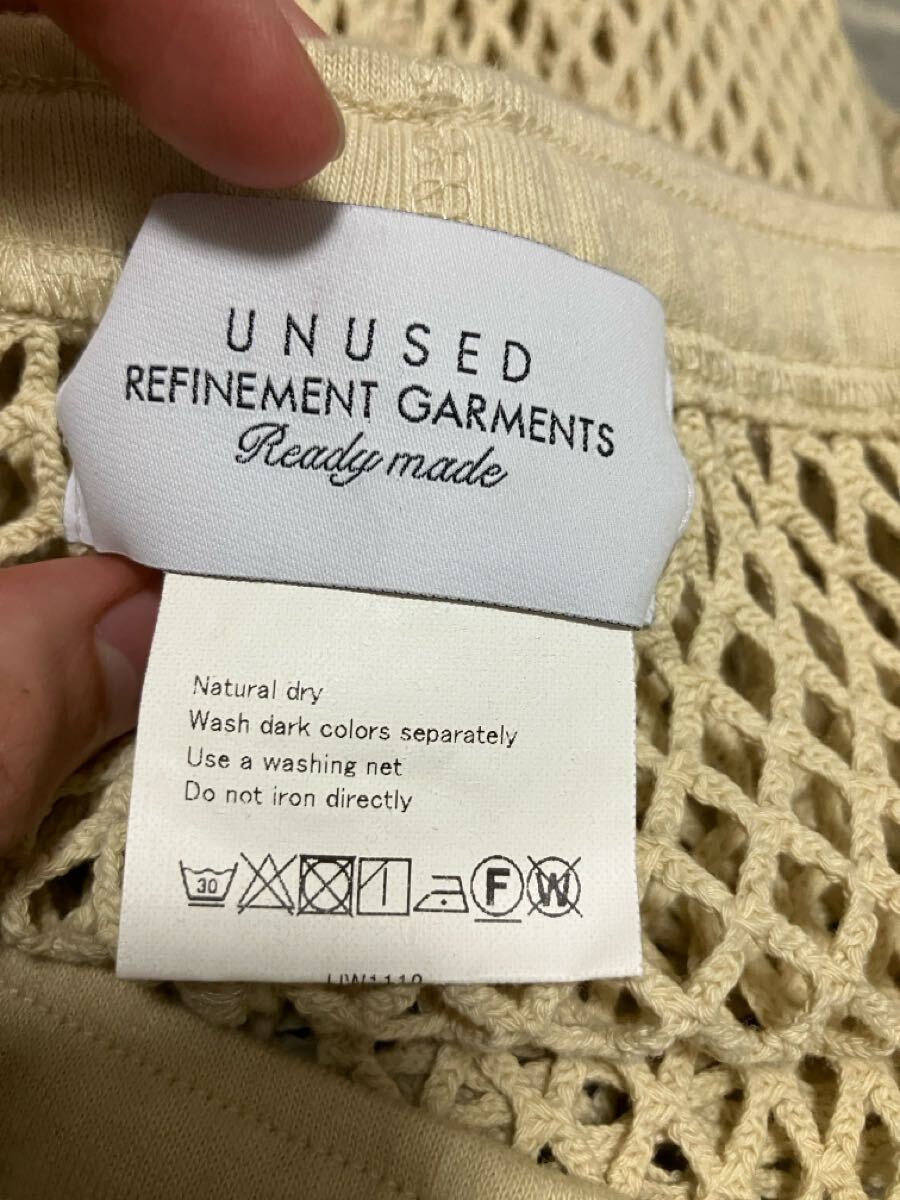 UNUSED
REFINEMENT GARMENTS
Ready made
Natural dry
Wash dark colors separately
Use a washing net
Do not iron directly
30 F W